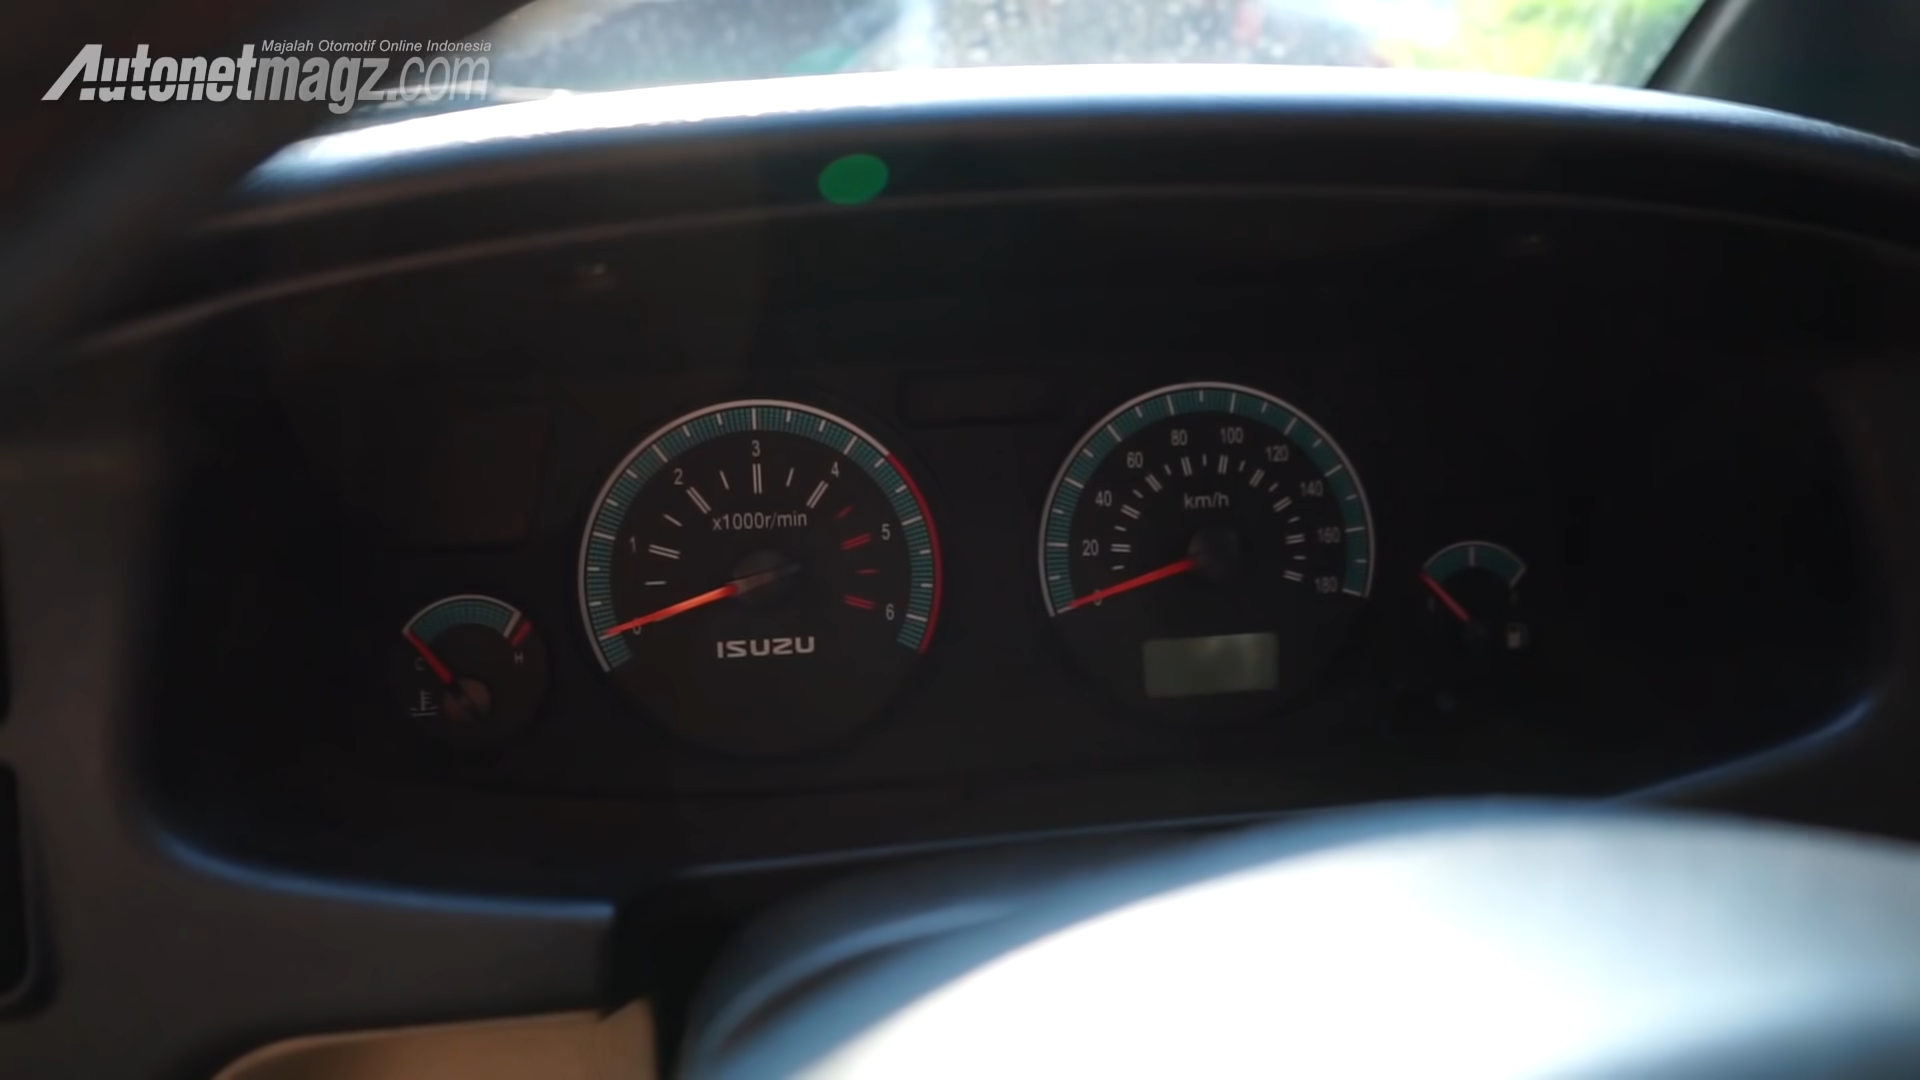 Majalah Otomotif Online Indonesia
Autonetmagz.com
0 1 2 3 4 5 6
x1000r/min
ISUZU
0 20 40 60 80 100 120 140 160 180
km/h
C H